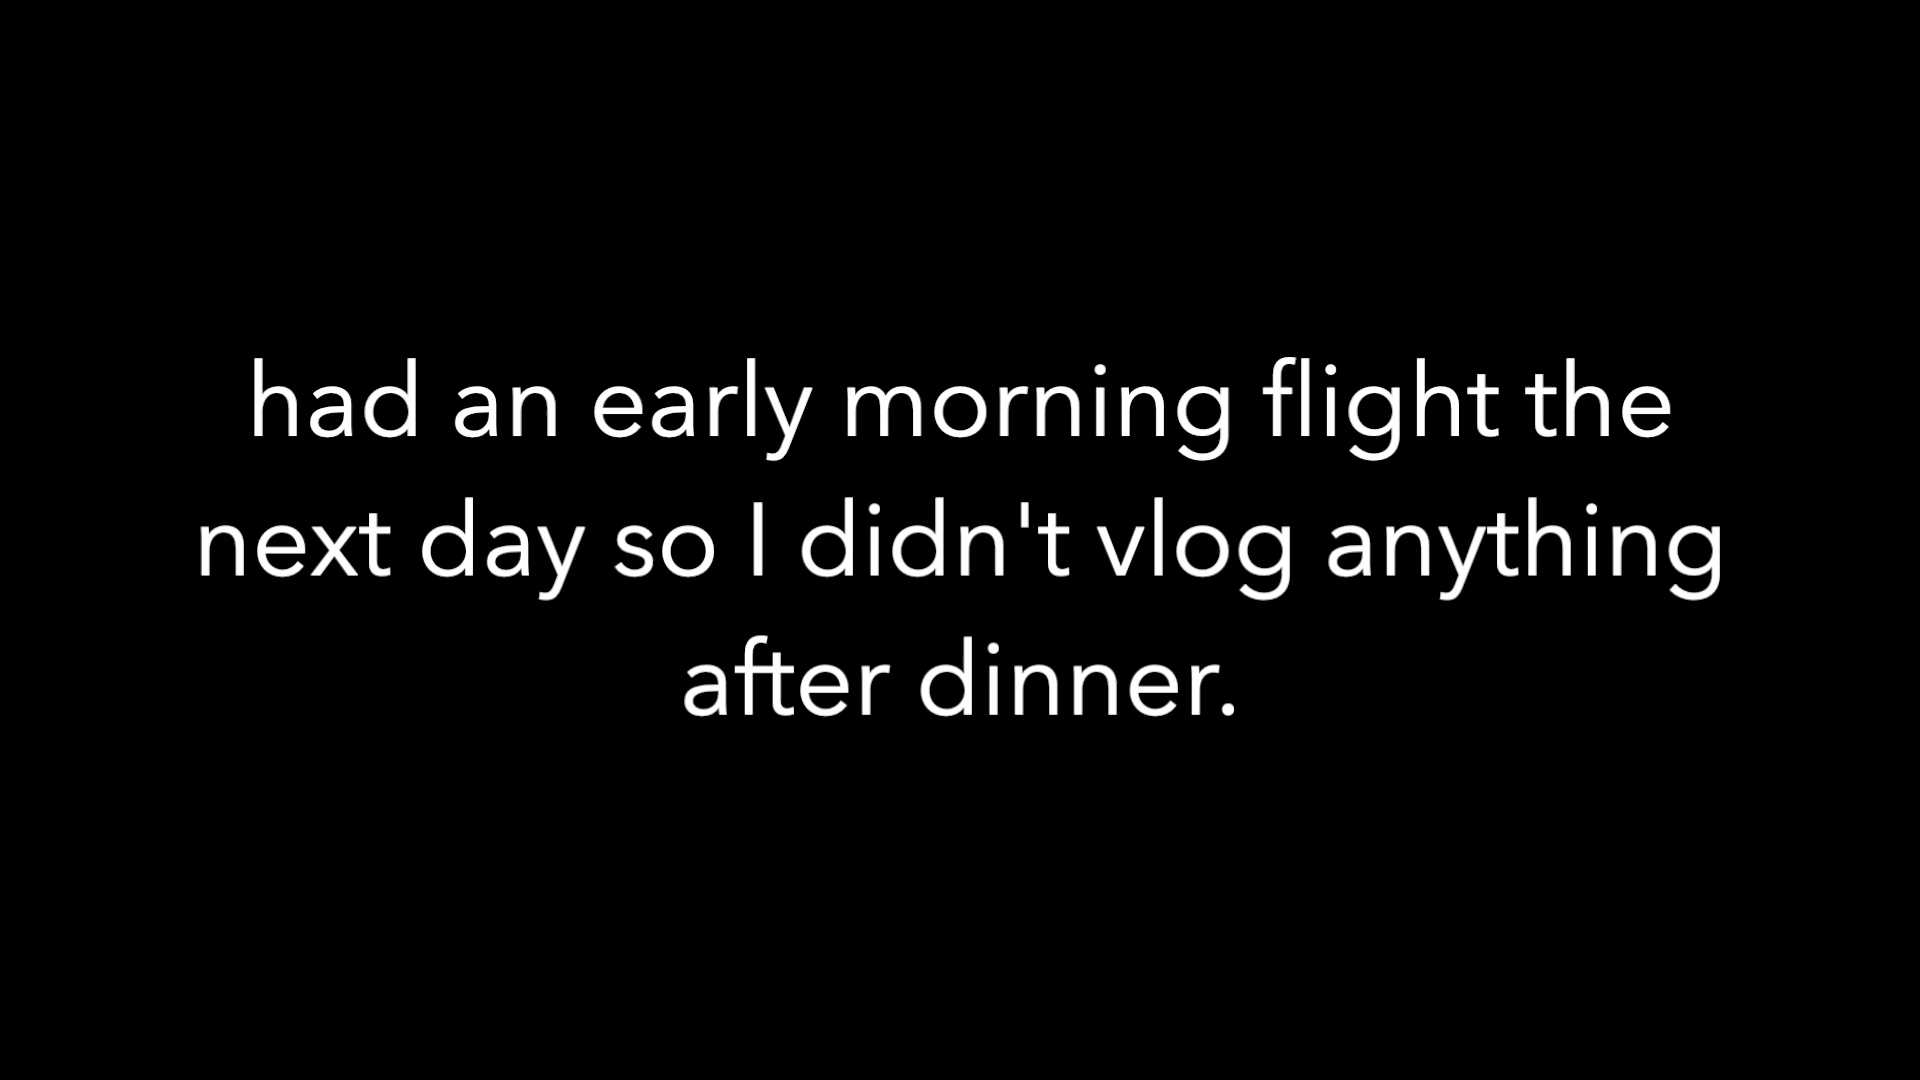 had an early morning flight the
next day so I didn't vlog anything
after dinner.